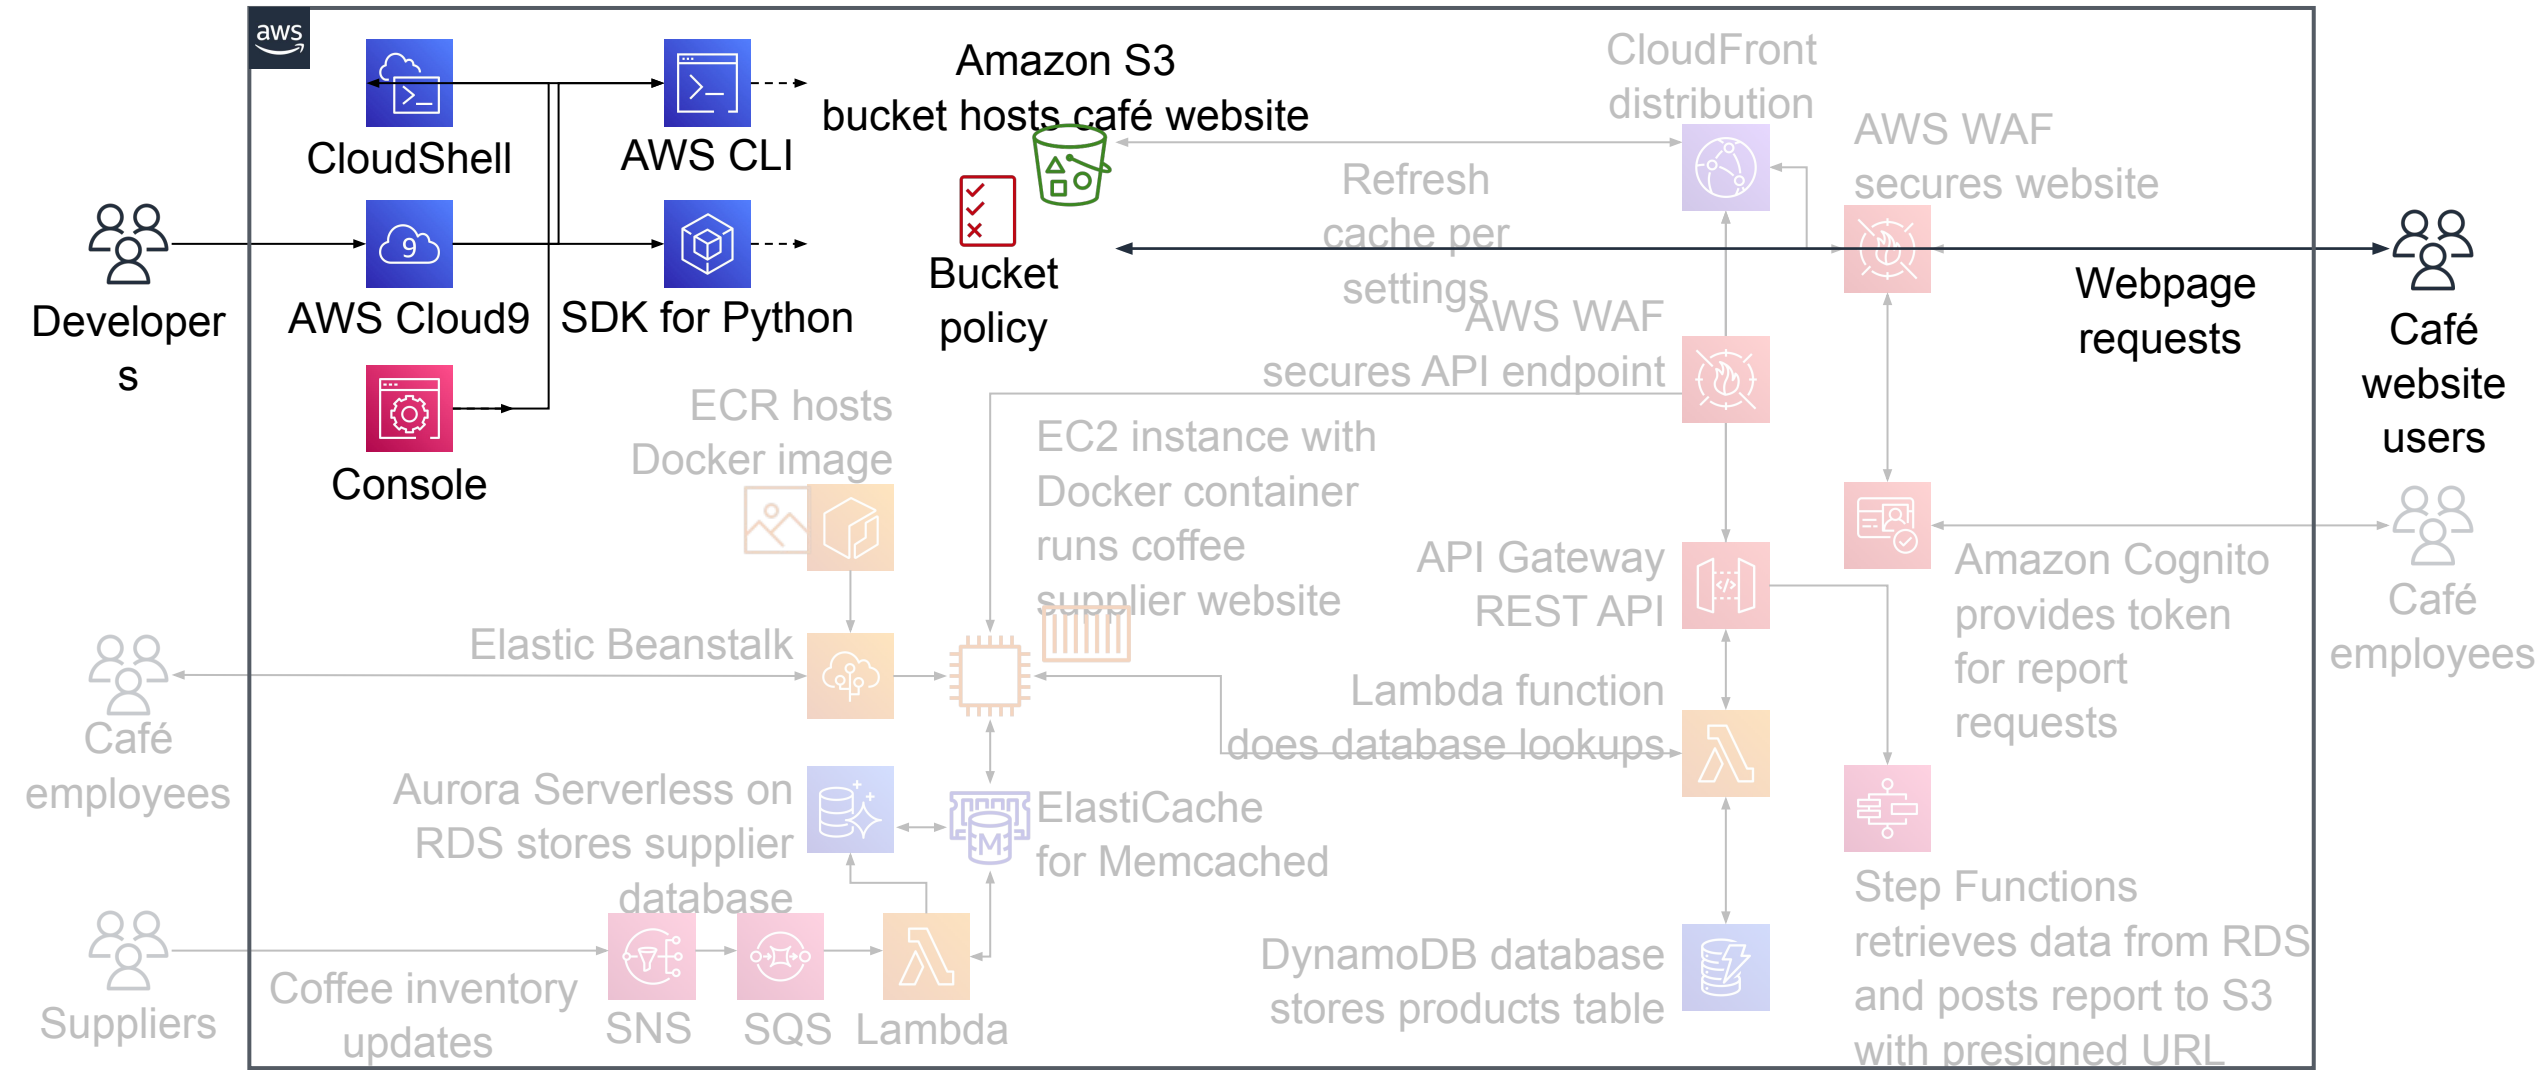 aws
Amazon S3
bucket hosts café website
CloudFront
distribution
AWS WAF
secures website
CloudShell
AWS CLI
Refresh
cache per
settings
9
Developer
s
AWS Cloud9
SDK for Python
Bucket
policy
Webpage
requests
Café
website
users
AWS WAF
secures API endpoint
Console
ECR hosts
Docker image
EC2 instance with
Docker container
runs coffee
supplier website
API Gateway
REST API
</>
Amazon Cognito
provides token
for report
requests
Café
employees
Elastic Beanstalk
Café
employees
Lambda function
does database lookups
Aurora Serverless on
RDS stores supplier
database
M
ElastiCache
for Memcached
Suppliers
Coffee inventory
updates
SNS
SQS
Lambda
DynamoDB database
stores products table
Step Functions
retrieves data from RDS
and posts report to S3
with presigned URL